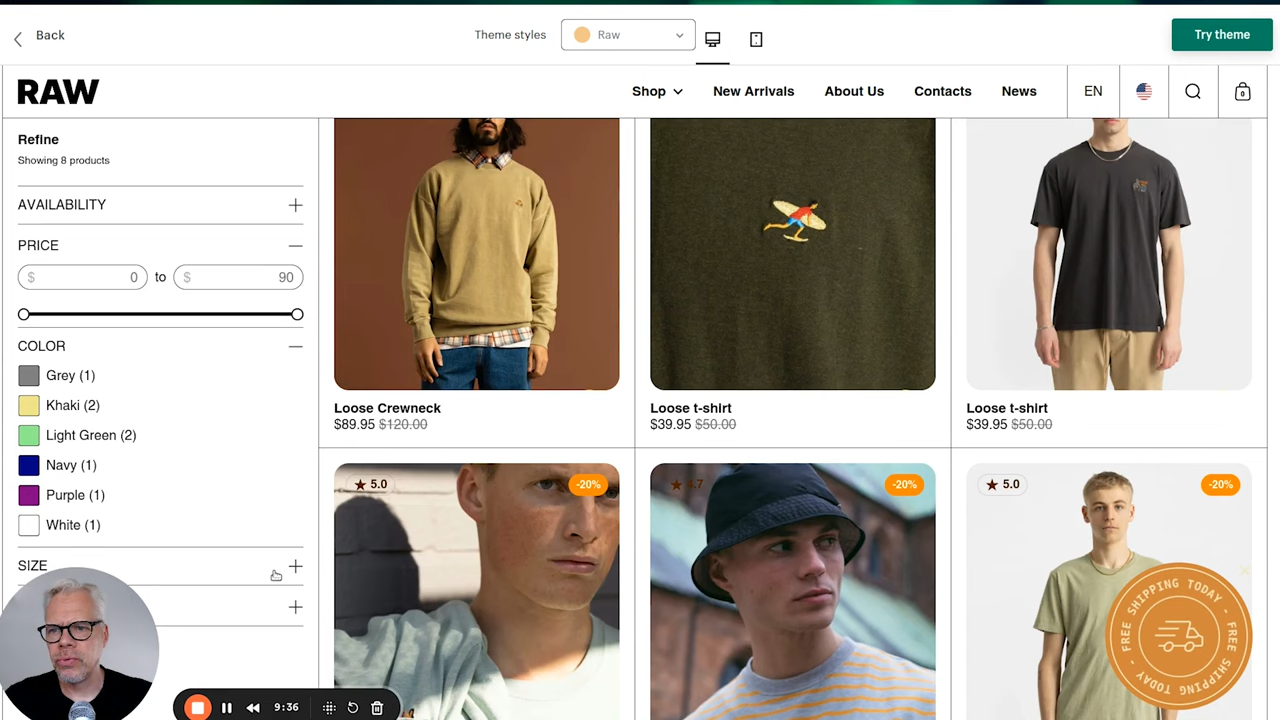 Back
Theme styles
Raw
Try theme
RAW
Shop
New Arrivals
About Us
Contacts
News
EN
0
Refine
Showing 8 products
AVAILABILITY
PRICE
$ 0 to $ 90
COLOR
Grey (1)
Khaki (2)
Light Green (2)
Navy (1)
Purple (1)
White (1)
SIZE
Loose Crewneck
$89.95 $120.00
Loose t-shirt
$39.95 $50.00
Loose t-shirt
$39.95 $50.00
★ 5.0
-20%
★ 4.7
-20%
★ 5.0
-20%
FREE SHIPPING TODAY - FREE SHIPPING TODAY -
9:36